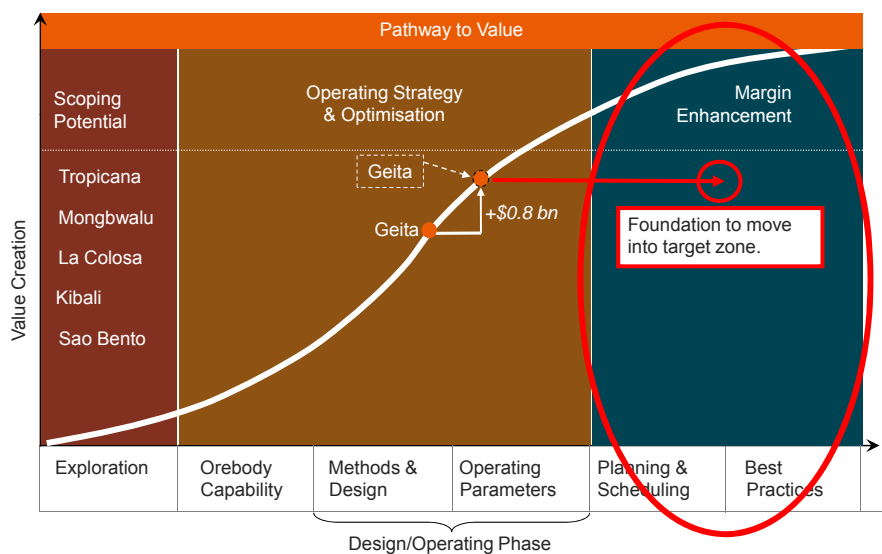 Pathway to Value
Scoping
Potential
Operating Strategy
& Optimisation
Margin
Enhancement
Tropicana
Mongbwalu
La Colosa
Kibali
Sao Bento
Geita
Geita
+$0.8 bn
Foundation to move
into target zone.
Value Creation
Exploration
Orebody
Capability
Methods &
Design
Operating
Parameters
Planning &
Scheduling
Best
Practices
Design/Operating Phase